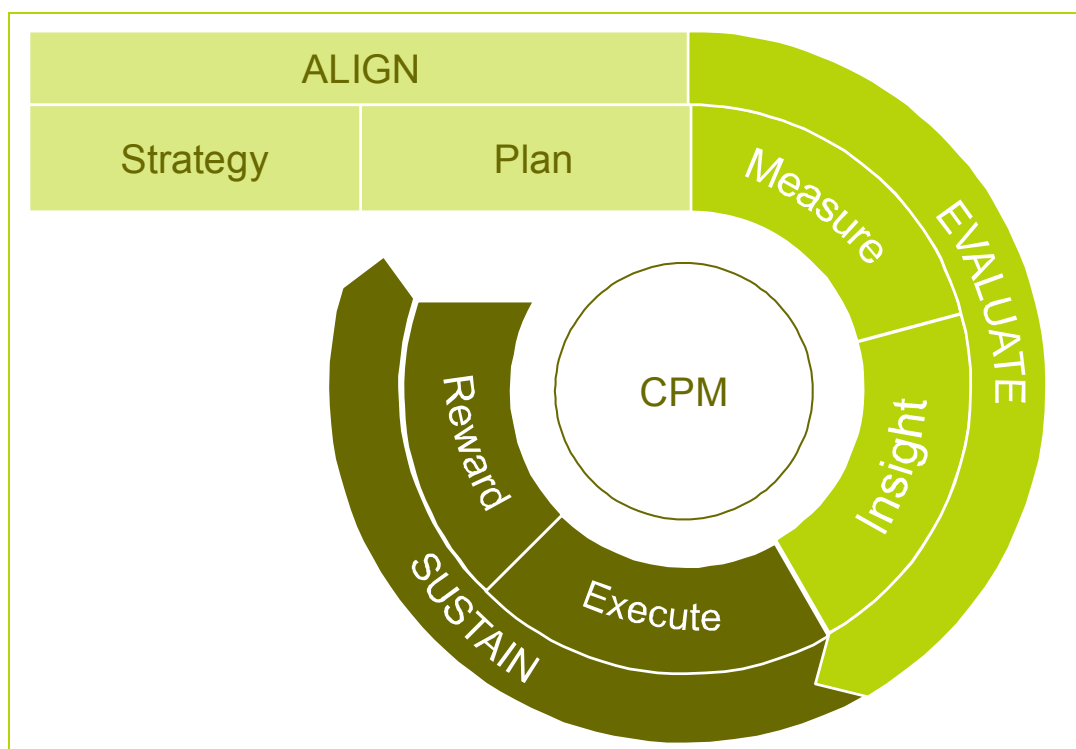 ALIGN
Strategy
Plan
Measure
EVALUATE
Insight
CPM
Execute
Reward
SUSTAIN